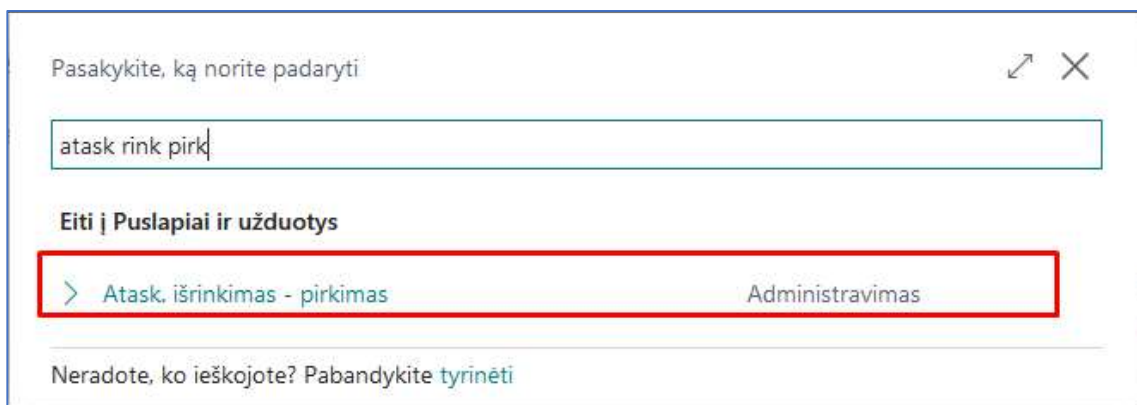 Pasakykite, ką norite padaryti
atask rink pirk
Eiti į Puslapiai ir užduotys
Atask. išrinkimas - pirkimas Administravimas
Neradote, ko ieškojote? Pabandykite tyrinėti